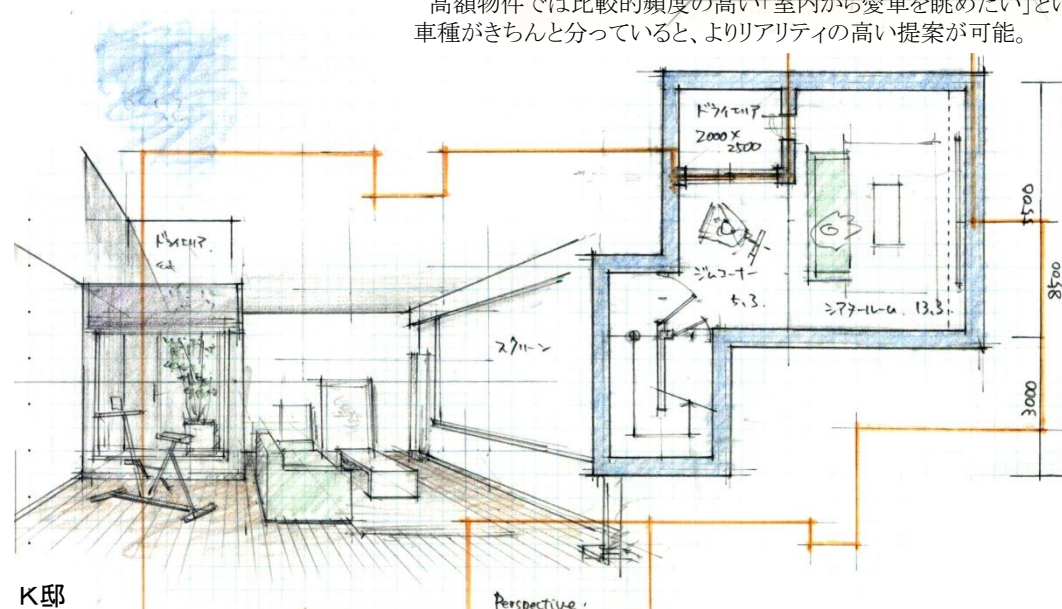 高額物件では比較的頻度の高い「室内から愛車を眺めたい」とい
車種がきちんと分っていると、よりリアリティの高い提案が可能。
ドライエリア
2000×
2500
ドライエリア
ジムコーナー
5.3.
シアタールーム. 13.3
スクリーン
5500
8500
3000
K邸
Perspective.